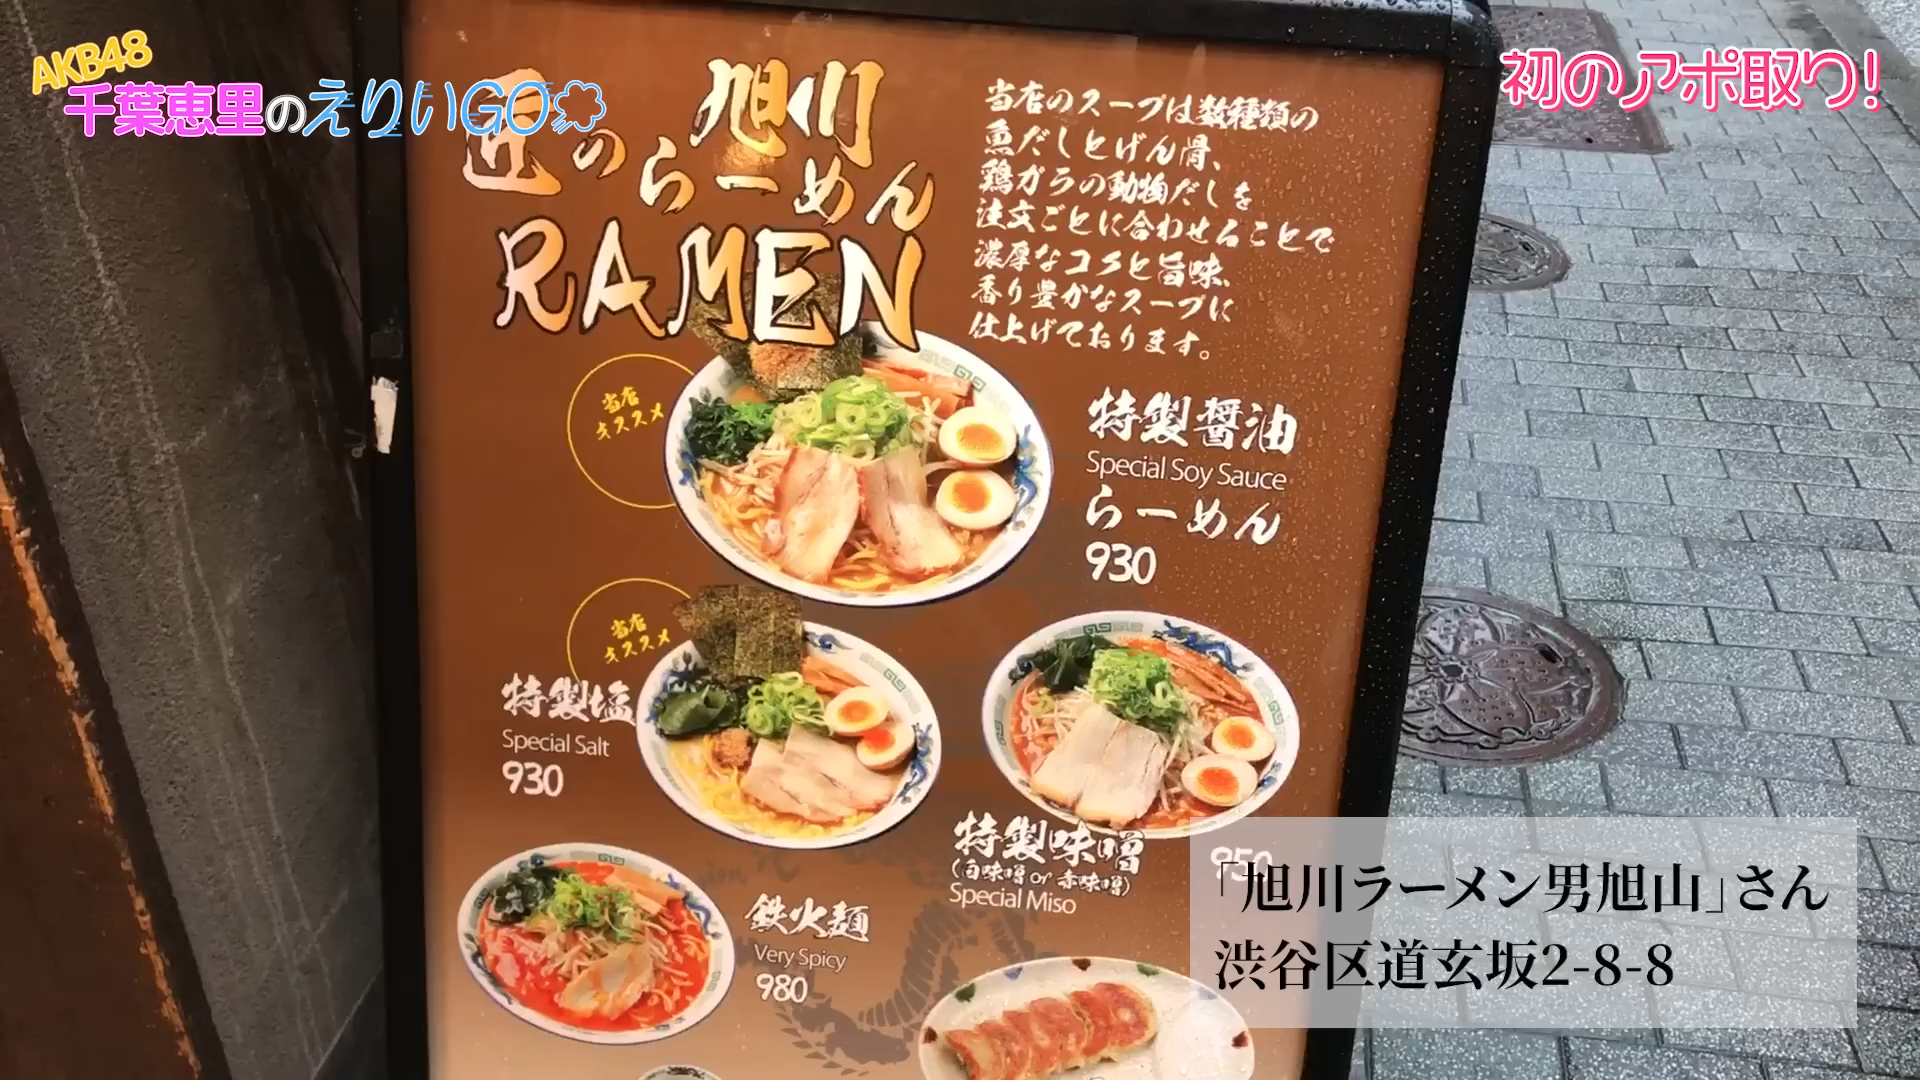 AKB48
千葉恵里のえりいGO
初のアポ取り!
旭川
匠のらーめん
RAMEN
当店のスープは数種類の
魚だしとげん骨、
鶏ガラの動物だしを
注文ごとに合わせることで
濃厚なコクと旨味、
香り豊かなスープに
仕上げております。
当店
オススメ
特製醤油
Special Soy Sauce
らーめん
930
当店
オススメ
特製塩
Special Salt
930
特製味噌
(白味噌 or 赤味噌)
Special Miso
950
鉄火麺
Very Spicy
980
「旭川ラーメン男旭山」さん
渋谷区道玄坂2-8-8